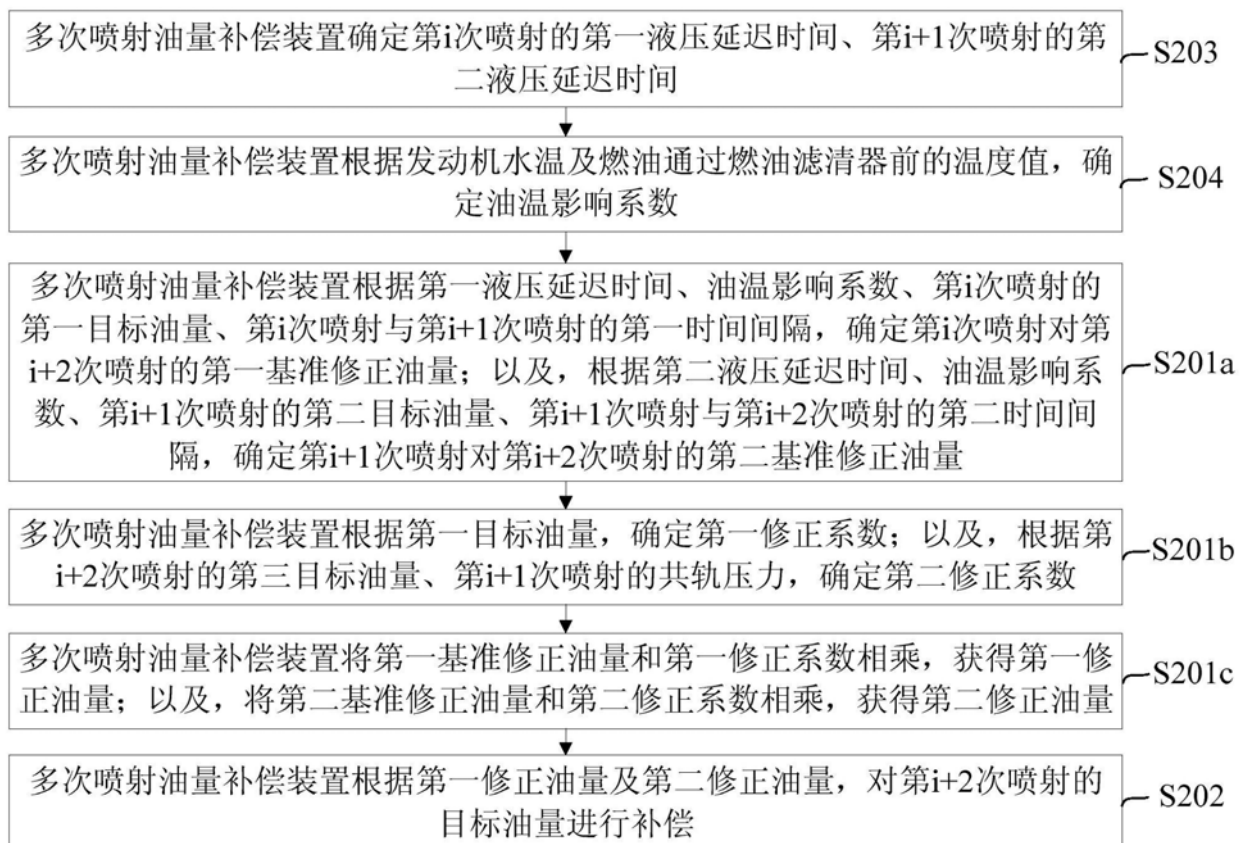 多次喷射油量补偿装置确定第i次喷射的第一液压延迟时间、第i+1次喷射的第
二液压延迟时间
S203
多次喷射油量补偿装置根据发动机水温及燃油通过燃油滤清器前的温度值，确
定油温影响系数
S204
多次喷射油量补偿装置根据第一液压延迟时间、油温影响系数、第i次喷射的
第一目标油量、第i次喷射与第i+1次喷射的第一时间间隔，确定第i次喷射对第
i+2次喷射的第一基准修正油量；以及，根据第二液压延迟时间、油温影响系
数、第i+1次喷射的第二目标油量、第i+1次喷射与第i+2次喷射的第二时间间
隔，确定第i+1次喷射对第i+2次喷射的第二基准修正油量
S201a
多次喷射油量补偿装置根据第一目标油量，确定第一修正系数；以及，根据第
i+2次喷射的第三目标油量、第i+1次喷射的共轨压力，确定第二修正系数
S201b
多次喷射油量补偿装置将第一基准修正油量和第一修正系数相乘，获得第一修
正油量；以及，将第二基准修正油量和第二修正系数相乘，获得第二修正油量
S201c
多次喷射油量补偿装置根据第一修正油量及第二修正油量，对第i+2次喷射的
目标油量进行补偿
S202